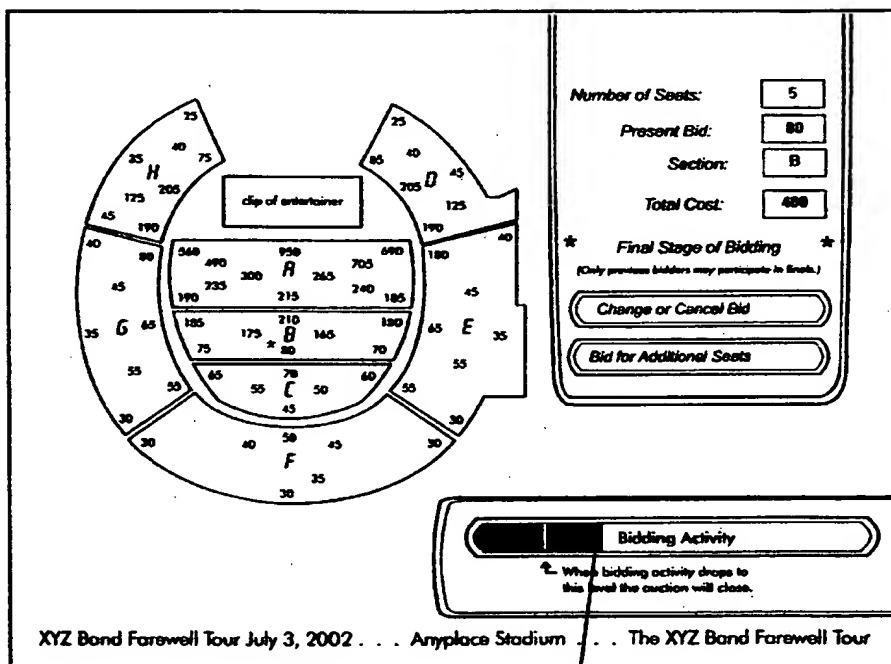 Number of Seats: 5
Present Bid: 80
Section: B
Total Cost:
* Final Stage of Bidding *
(Only previous bidders may participate in finals.)
Change or Cancel Bid
Bid for Additional Seats
25
35 40 75
H
125 205
45 190
25
85 40 45
D
205 125
190
clip of entertainer
560 950 690
490 A 705
300 265
235 240
190 215 185
185 210 180
175 B 165
75 * 80 70
65 70 60
55 C 50
45
40 80
45
35 G 65
55
55
30
180 40
45
65 E 35
55
55
30
30 50 30
40 45
F
35
30
Bidding Activity
When bidding activity drops to
this level the auction will close.
XYZ Band Farewell Tour July 3, 2002 . . . Anyplace Stadium . . . The XYZ Band Farewell Tour